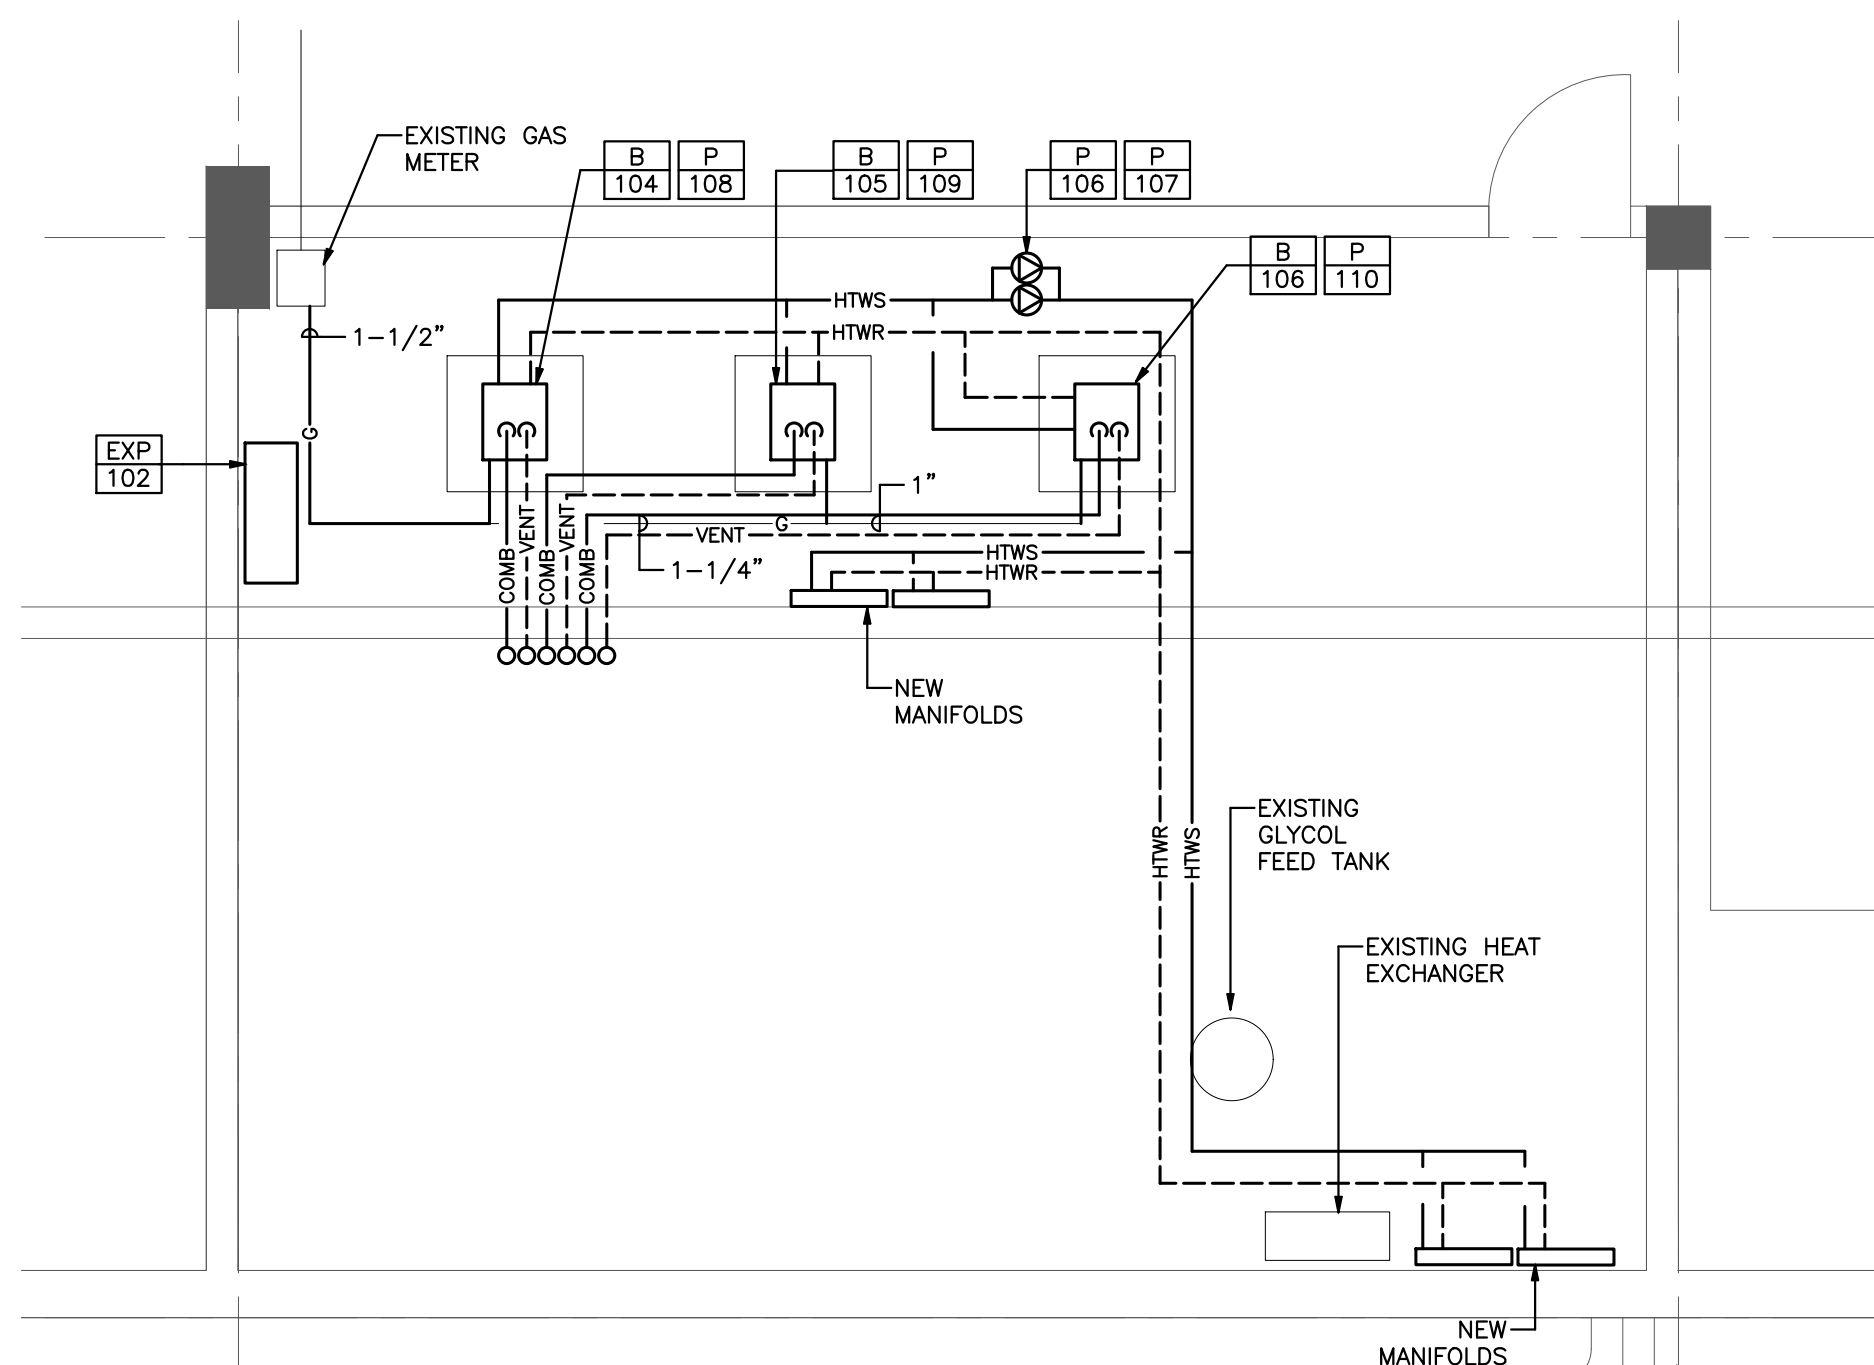 EXISTING GAS
METER
B
104
P
108
B
105
P
109
P
106
P
107
B
106
P
110
HTWS
HTWR
1-1/2"
G
EXP
102
1"
G
VENT
COMB
VENT
COMB
VENT
COMB
1-1/4"
HTWS
HTWR
NEW
MANIFOLDS
HTWR
HTWS
EXISTING
GLYCOL
FEED TANK
EXISTING HEAT
EXCHANGER
NEW
MANIFOLDS